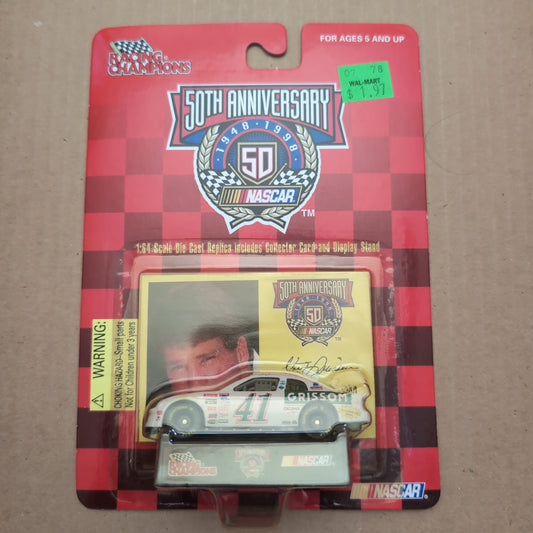 RACING
CHAMPIONS
FOR AGES 5 AND UP
07 78
WAL-MART
$ 1.97
50TH ANNIVERSARY
1948-1998
50
NASCAR
TM
1:64 Scale Die Cast Replica Includes Collector Card and Display Stand
50TH ANNIVERSARY
50
NASCAR
WARNING:
CHOKING HAZARD-Small parts
Not for Children under 3 years
GRISSOM
41
RACING
CHAMPIONS
NASCAR
NASCAR